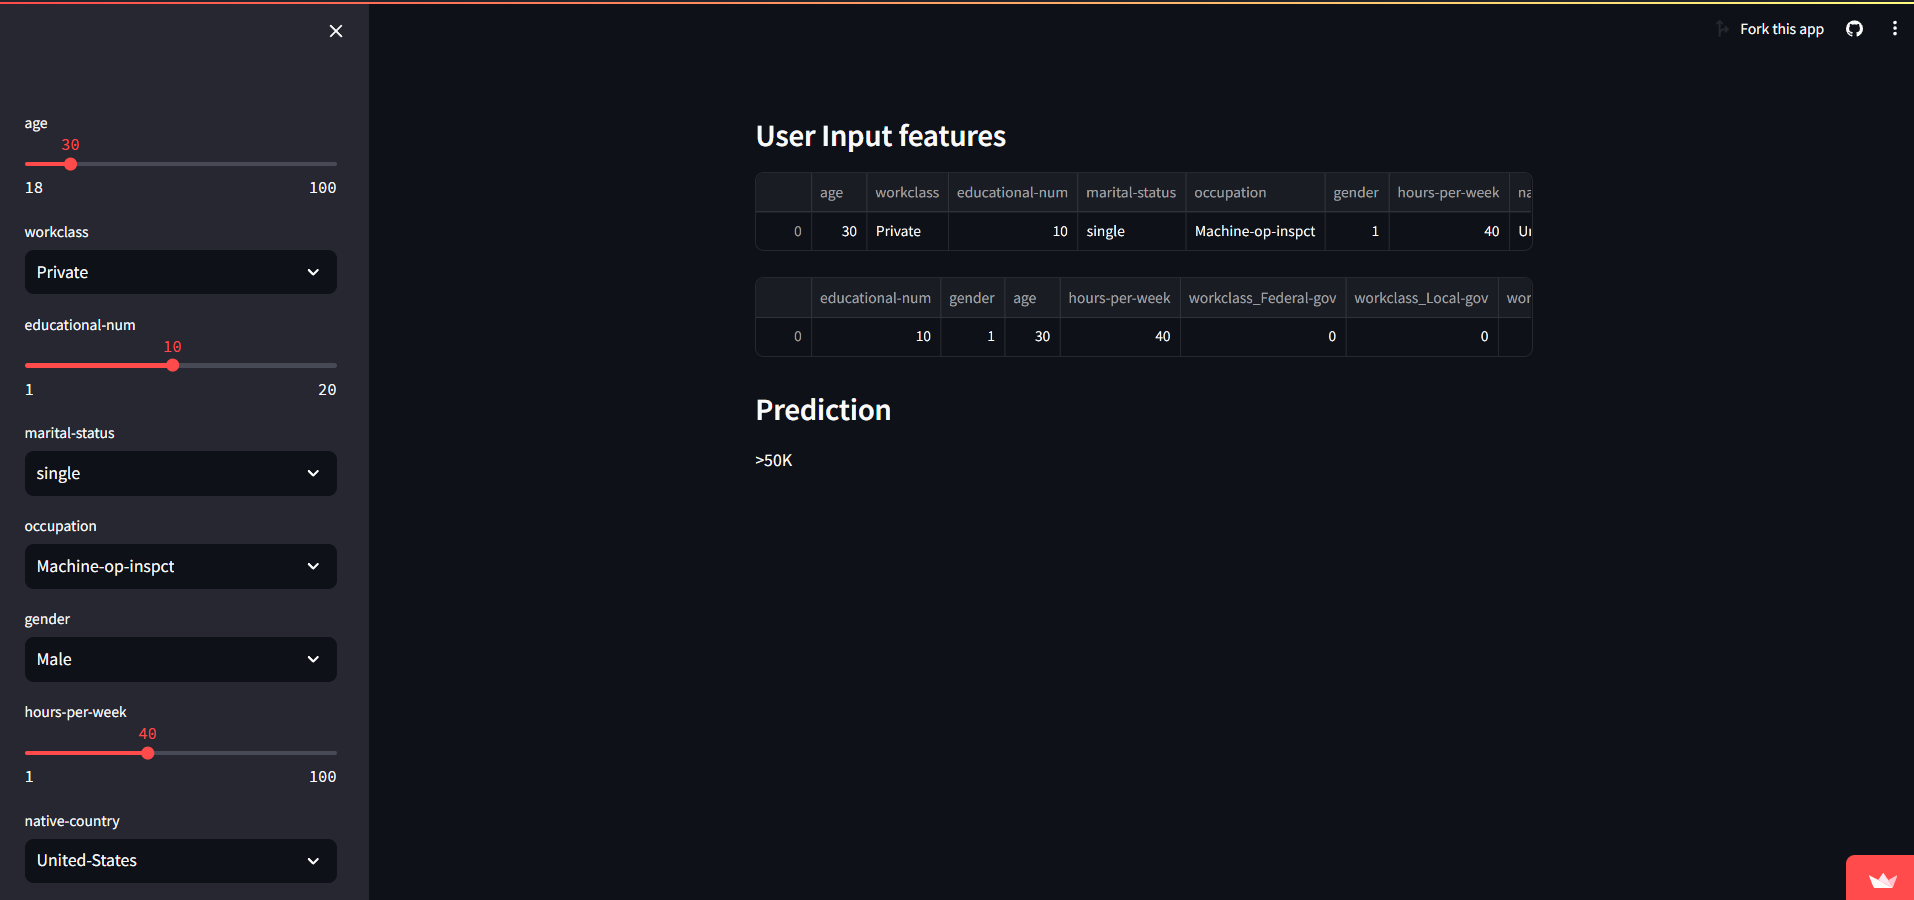 Fork this app
age
30
18 100
workclass
Private
educational-num
10
1 20
marital-status
single
occupation
Machine-op-inspct
gender
Male
hours-per-week
40
1 100
native-country
United-States
User Input features
age workclass educational-num marital-status occupation gender hours-per-week na
0 30 Private 10 single Machine-op-inspct 1 40 Un
educational-num gender age hours-per-week workclass_Federal-gov workclass_Local-gov wor
0 10 1 30 40 0 0
Prediction
>50K